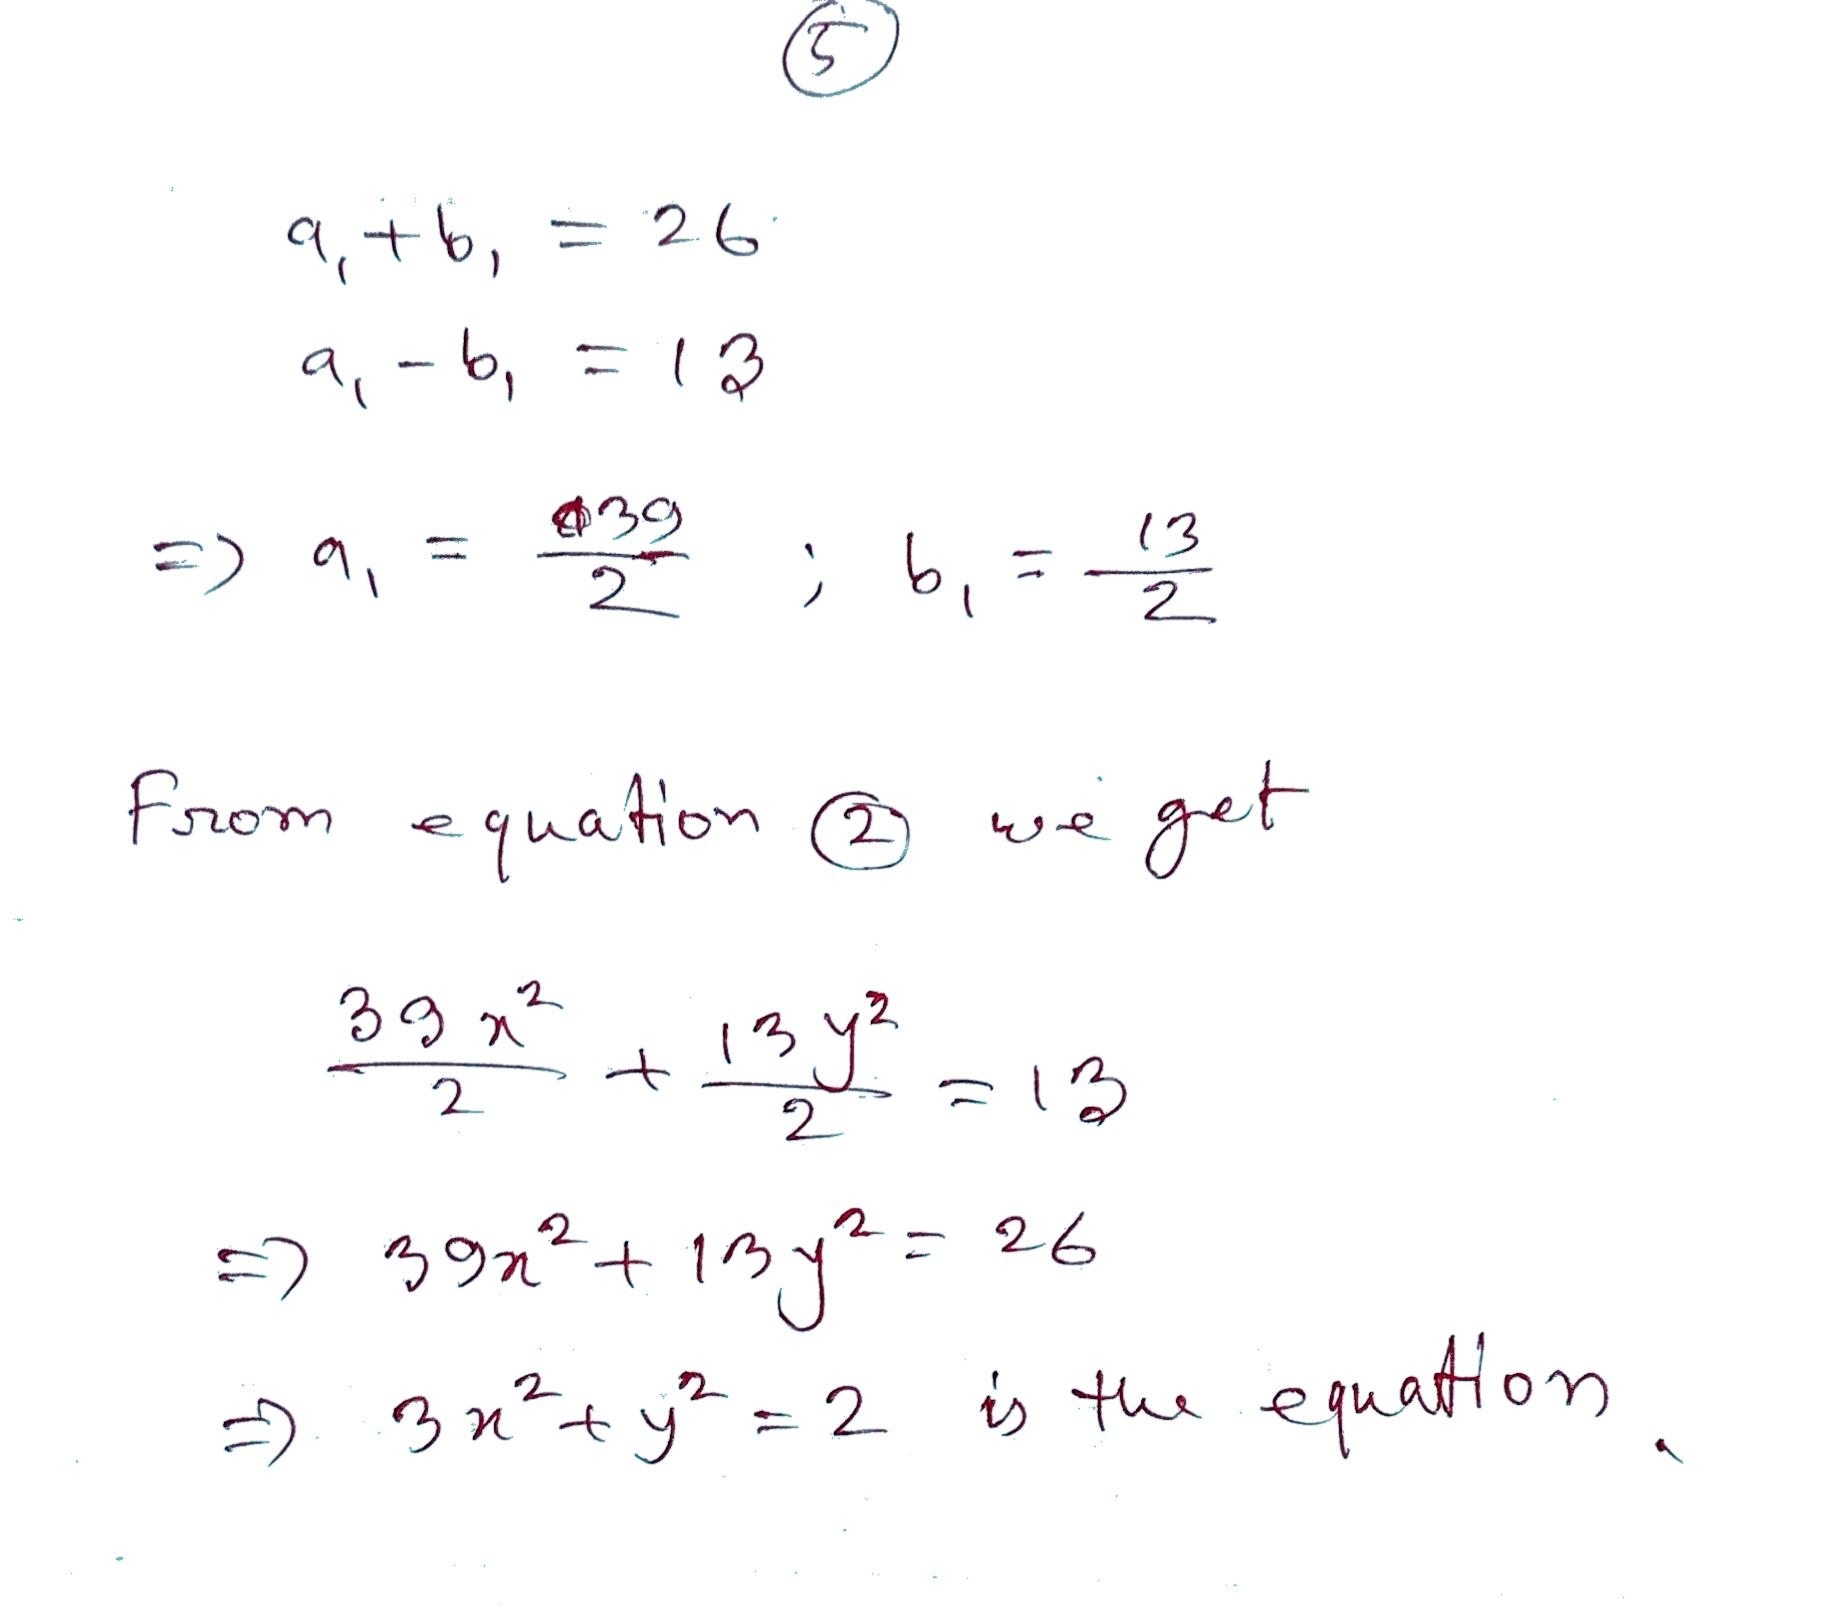 ⑤
a₁ + b₁ = 26
a₁ - b₁ = 13
=> a₁ = 39/2 ; b₁ = 13/2
From equation ② we get
39x²/2 + 13y²/2 = 13
=> 39x² + 13y² = 26
=> 3x² + y² = 2 is the equation.